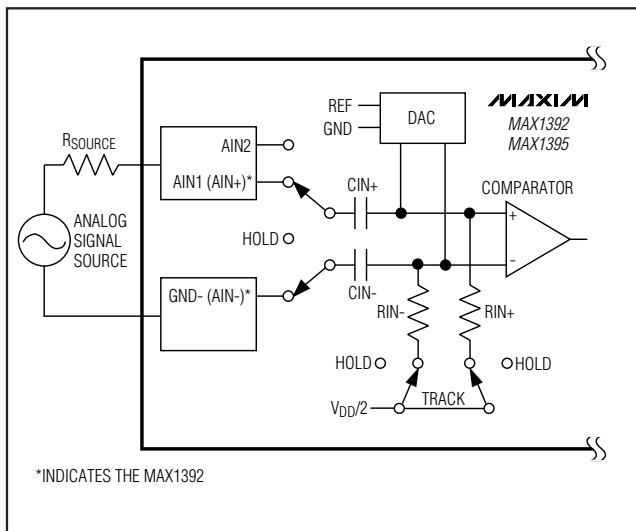 REF
GND
DAC
MAXIM
MAX1392
MAX1395
RSOURCE
AIN2
AIN1 (AIN+)*
CIN+
COMPARATOR
+
-
ANALOG
SIGNAL
SOURCE
HOLD
GND- (AIN-)*
CIN-
RIN-
RIN+
HOLD
HOLD
TRACK
VDD/2
*INDICATES THE MAX1392